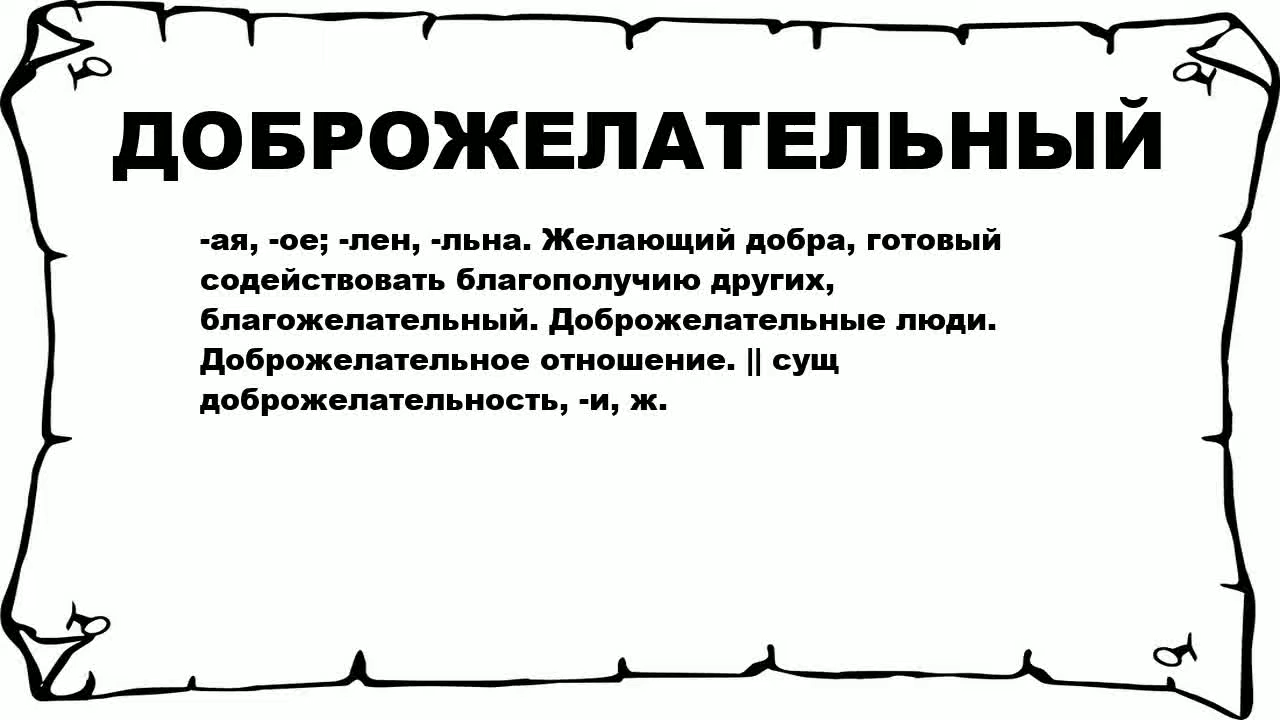 ДОБРОЖЕЛАТЕЛЬНЫЙ
-ая, -ое; -лен, -льна. Желающий добра, готовый
содействовать благополучию других,
благожелательный. Доброжелательные люди.
Доброжелательное отношение. || сущ
доброжелательность, -и, ж.